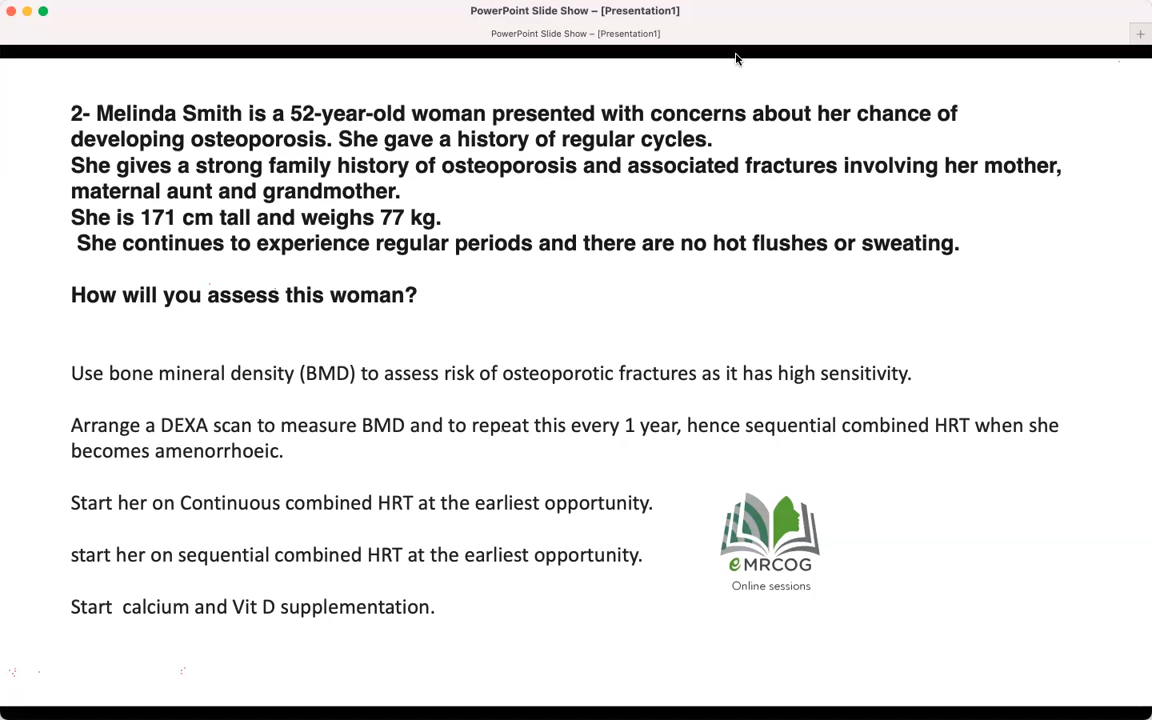 PowerPoint Slide Show – [Presentation1]
PowerPoint Slide Show – [Presentation1]
2- Melinda Smith is a 52-year-old woman presented with concerns about her chance of
developing osteoporosis. She gave a history of regular cycles.
She gives a strong family history of osteoporosis and associated fractures involving her mother,
maternal aunt and grandmother.
She is 171 cm tall and weighs 77 kg.
She continues to experience regular periods and there are no hot flushes or sweating.
How will you assess this woman?
Use bone mineral density (BMD) to assess risk of osteoporotic fractures as it has high sensitivity.
Arrange a DEXA scan to measure BMD and to repeat this every 1 year, hence sequential combined HRT when she
becomes amenorrhoeic.
Start her on Continuous combined HRT at the earliest opportunity.
start her on sequential combined HRT at the earliest opportunity.
Start calcium and Vit D supplementation.
eMRCOG
Online sessions